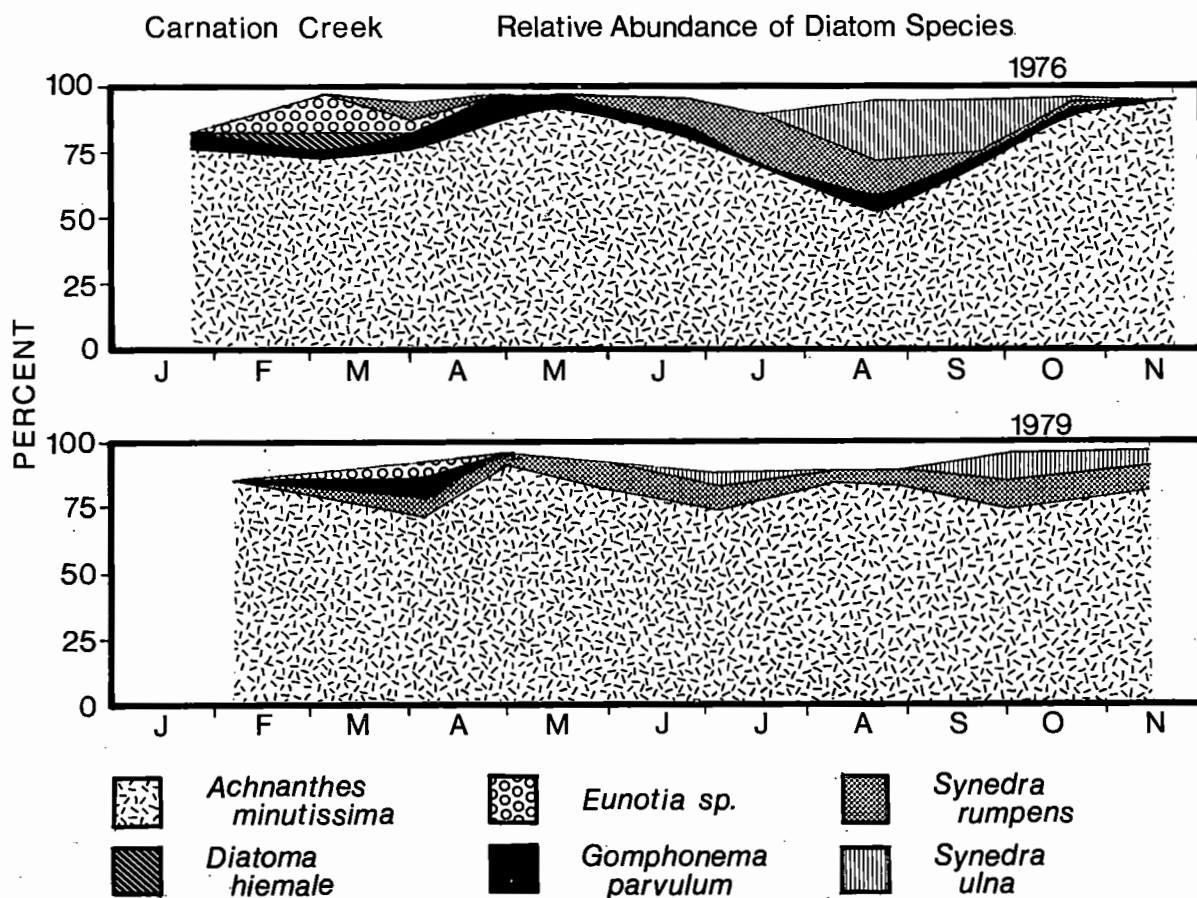 Carnation Creek Relative Abundance of Diatom Species
1976
100
75
50
25
0
J F M A M J J A S O N
PERCENT
1979
100
75
50
25
0
J F M A M J J A S O N
Achnanthes
minutissima
Eunotia sp.
Synedra
rumpens
Diatoma
hiemale
Gomphonema
parvulum
Synedra
ulna